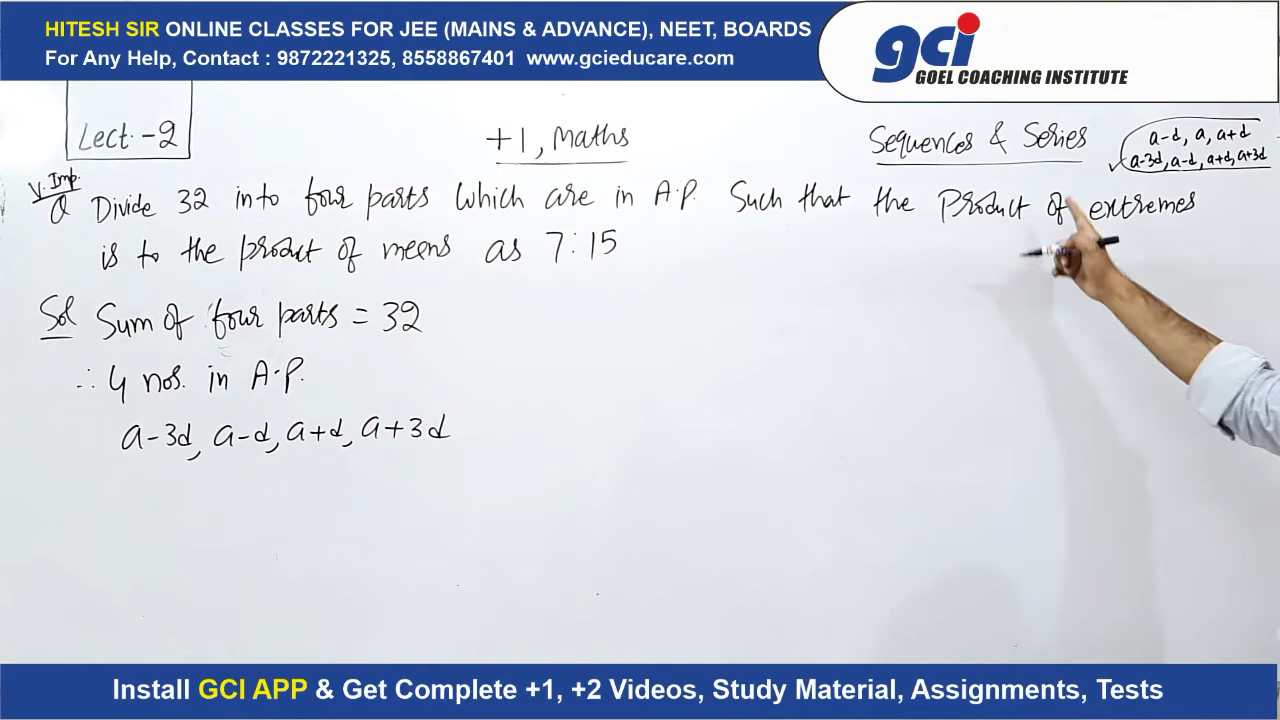 HITESH SIR ONLINE CLASSES FOR JEE (MAINS & ADVANCE), NEET, BOARDS
For Any Help, Contact : 9872221325, 8558867401 www.gcieducare.com
gci
GOEL COACHING INSTITUTE
Lect.-2
+1, Maths
Sequences & Series
a-d, a, a+d
a-3d, a-d, a+d, a+3d
V. Imp.
Q Divide 32 into four parts which are in A.P. Such that the Product of extremes
is to the product of means as 7:15
Sol Sum of four parts = 32
∴ 4 nos. in A.P.
a-3d, a-d, a+d, a+3d
Install GCI APP & Get Complete +1, +2 Videos, Study Material, Assignments, Tests